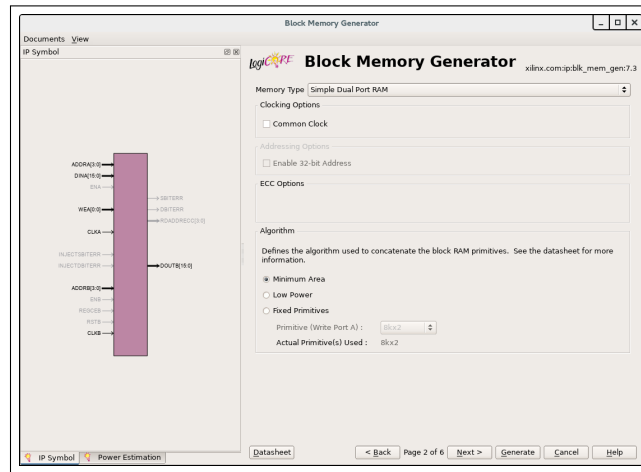 Block Memory Generator
Documents View
IP Symbol
ADDRA[3:0]
DINA[15:0]
ENA
SBITERR
WEA[0:0]
DBITERR
RDADDRECC[3:0]
CLKA
INJECTSBITERR
INJECTDBITERR
DOUTB[15:0]
ADDRB[3:0]
ENB
REGCEB
RSTB
CLKB
IP Symbol
Power Estimation
logiCORE
Block Memory Generator
xilinx.com:ip:blk_mem_gen:7.3
Memory Type Simple Dual Port RAM
Clocking Options
Common Clock
Addressing Options
Enable 32-bit Address
ECC Options
Algorithm
Defines the algorithm used to concatenate the block RAM primitives. See the datasheet for more
information.
Minimum Area
Low Power
Fixed Primitives
Primitive (Write Port A) : 8kx2
Actual Primitive(s) Used : 8kx2
Datasheet
< Back Page 2 of 6 Next > Generate Cancel Help